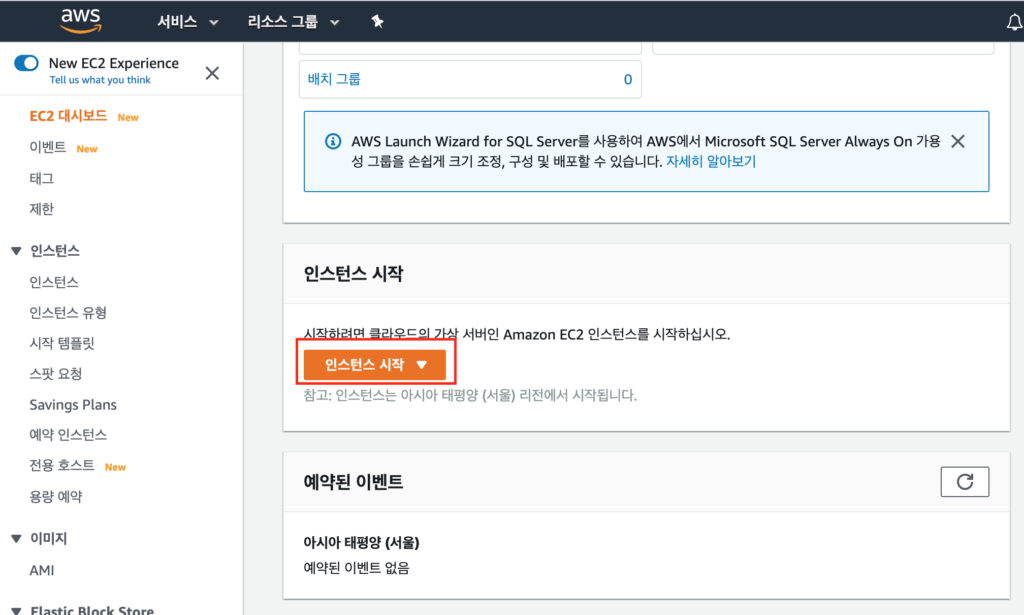 aws
서비스
리소스 그룹
New EC2 Experience
Tell us what you think
EC2 대시보드 New
이벤트 New
태그
제한
인스턴스
인스턴스
인스턴스 유형
시작 템플릿
스팟 요청
Savings Plans
예약 인스턴스
전용 호스트 New
용량 예약
이미지
AMI
Elastic Block Store
배치 그룹 0
AWS Launch Wizard for SQL Server를 사용하여 AWS에서 Microsoft SQL Server Always On 가용
성 그룹을 손쉽게 크기 조정, 구성 및 배포할 수 있습니다. 자세히 알아보기
인스턴스 시작
시작하려면 클라우드의 가상 서버인 Amazon EC2 인스턴스를 시작하십시오.
인스턴스 시작
참고: 인스턴스는 아시아 태평양 (서울) 리전에서 시작됩니다.
예약된 이벤트
아시아 태평양 (서울)
예약된 이벤트 없음